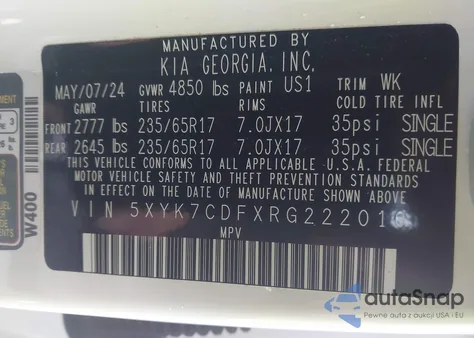 MANUFACTURED BY
KIA GEORGIA, INC.
MAY/07/24 GVWR 4850 lbs PAINT US1 TRIM WK
GAWR TIRES RIMS COLD TIRE INFL
FRONT 2777 lbs 235/65R17 7.0JX17 35psi SINGLE
REAR 2645 lbs 235/65R17 7.0JX17 35psi SINGLE
THIS VEHICLE CONFORMS TO ALL APPLICABLE U.S.A. FEDERAL
MOTOR VEHICLE SAFETY AND THEFT PREVENTION STANDARDS
IN EFFECT ON THE DATE OF MANUFACTURE SHOWN ABOVE.
VIN 5XYK7CDFXRG22201
MPV
W400
autoSnap
Pewne auto z USA i EU